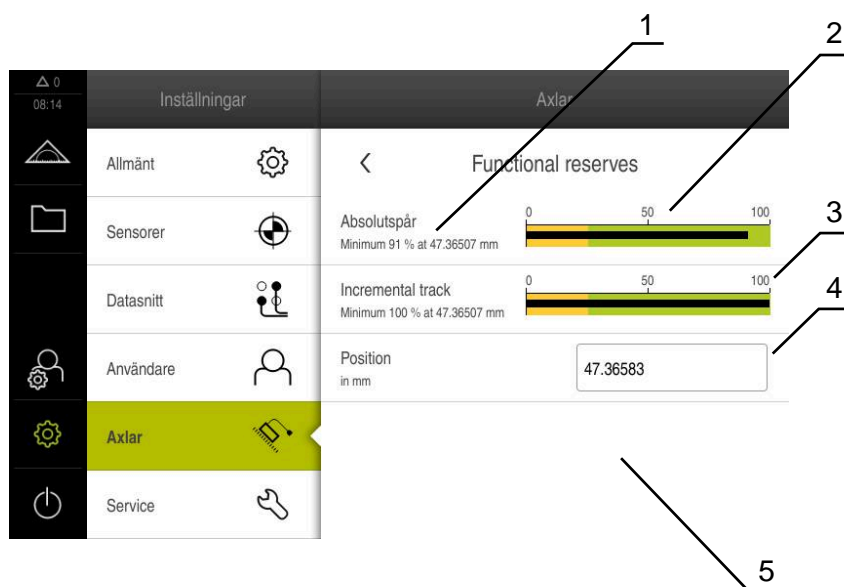 1
2
0
08:14
Inställningar
Axlar
Allmänt
Functional reserves
Absolutspår
Minimum 91 % at 47.36507 mm
0 50 100
3
Sensorer
Incremental track
Minimum 100 % at 47.36507 mm
0 50 100
4
Datasnitt
Position
in mm
47.36583
Användare
Axlar
Service
5